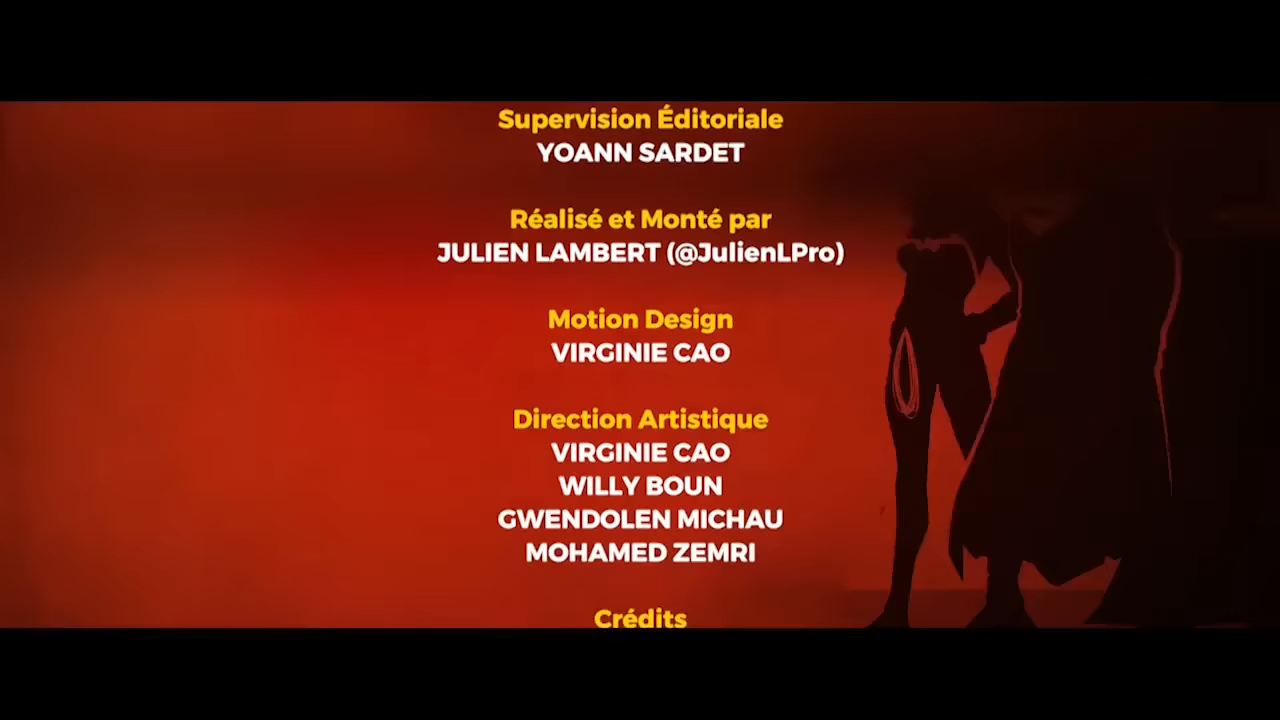 Supervision Éditoriale
YOANN SARDET
Réalisé et Monté par
JULIEN LAMBERT (@JulienLPro)
Motion Design
VIRGINIE CAO
Direction Artistique
VIRGINIE CAO
WILLY BOUN
GWENDOLEN MICHAU
MOHAMED ZEMRI
Crédits